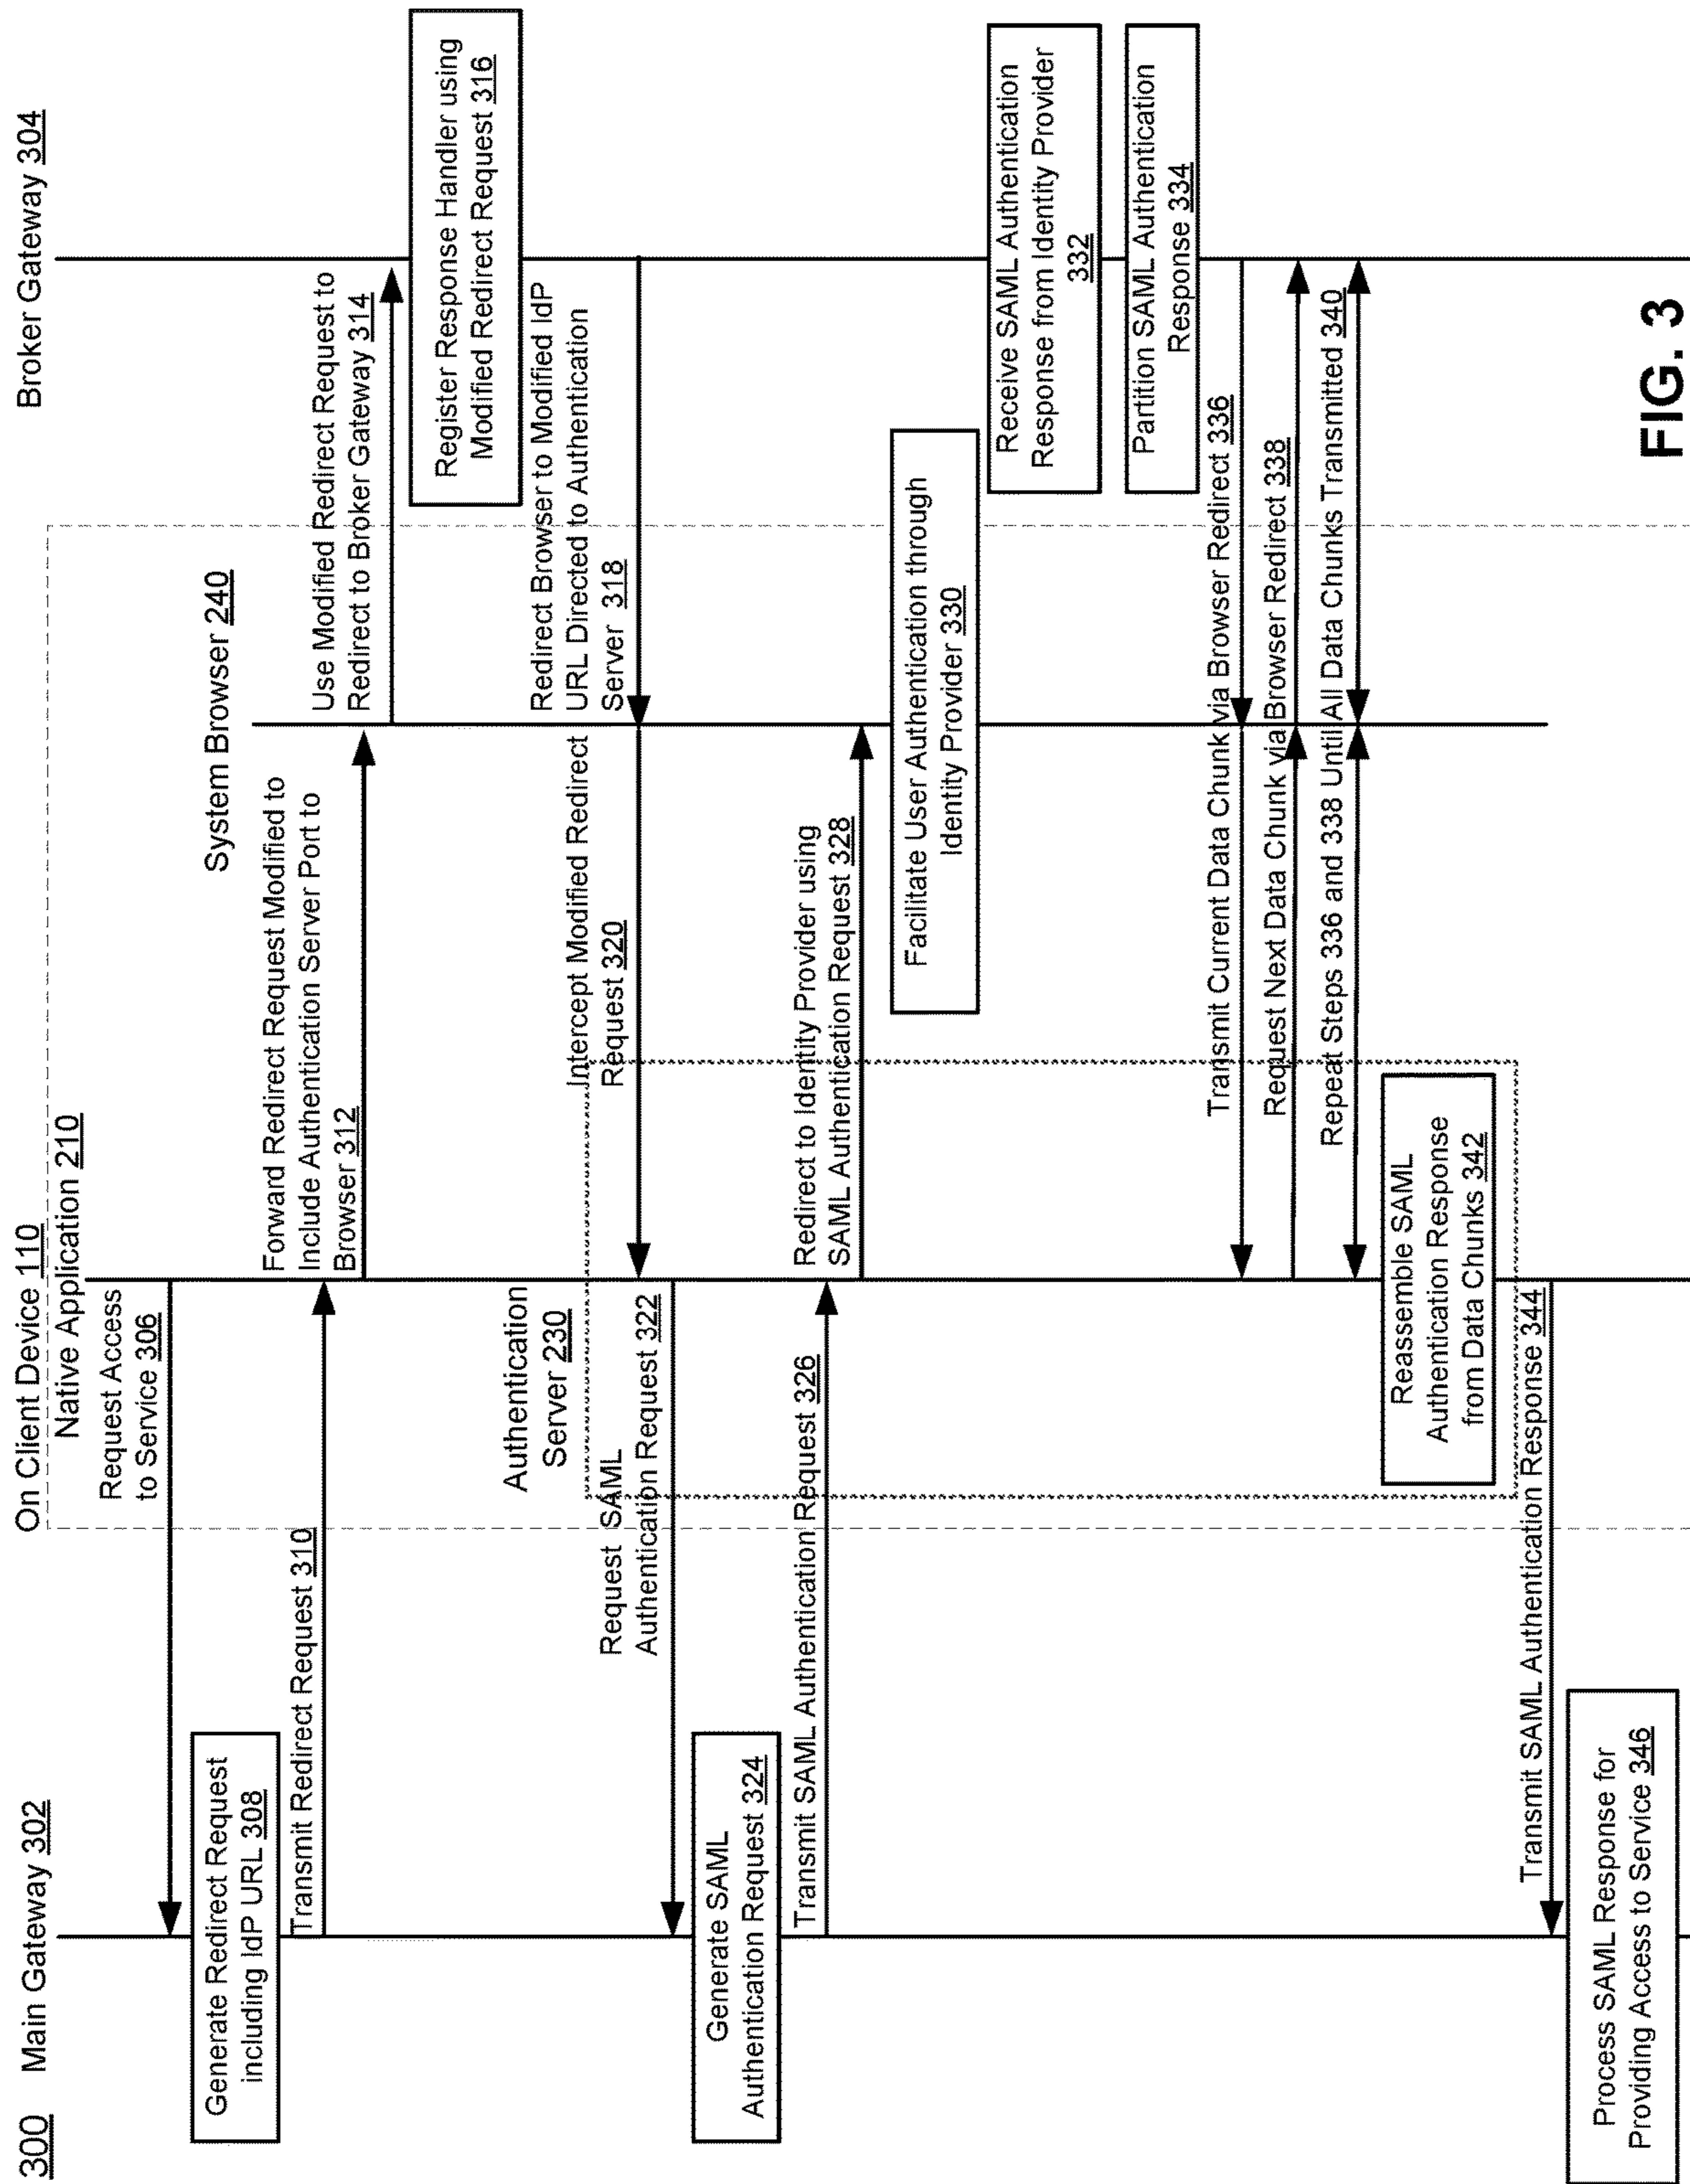 300
Main Gateway 302
On Client Device 110
Native Application 210
System Browser 240
Broker Gateway 304
Request Access
to Service 306
Generate Redirect Request
including IdP URL 308
Transmit Redirect Request 310
Forward Redirect Request Modified to
Include Authentication Server Port to
Browser 312
Use Modified Redirect Request to
Redirect to Broker Gateway 314
Register Response Handler using
Modified Redirect Request 316
Redirect Browser to Modified IdP
URL Directed to Authentication
Server 318
Authentication
Server 230
Intercept Modified Redirect
Request 320
Request SAML
Authentication Request 322
Generate SAML
Authentication Request 324
Transmit SAML Authentication Request 326
Redirect to Identity Provider using
SAML Authentication Request 328
Facilitate User Authentication through
Identity Provider 330
Receive SAML Authentication
Response from Identity Provider
332
Partition SAML Authentication
Response 334
Transmit Current Data Chunk via Browser Redirect 336
Request Next Data Chunk via Browser Redirect 338
Repeat Steps 336 and 338 Until All Data Chunks Transmitted 340
Reassemble SAML
Authentication Response
from Data Chunks 342
Transmit SAML Authentication Response 344
Process SAML Response for
Providing Access to Service 346
FIG. 3